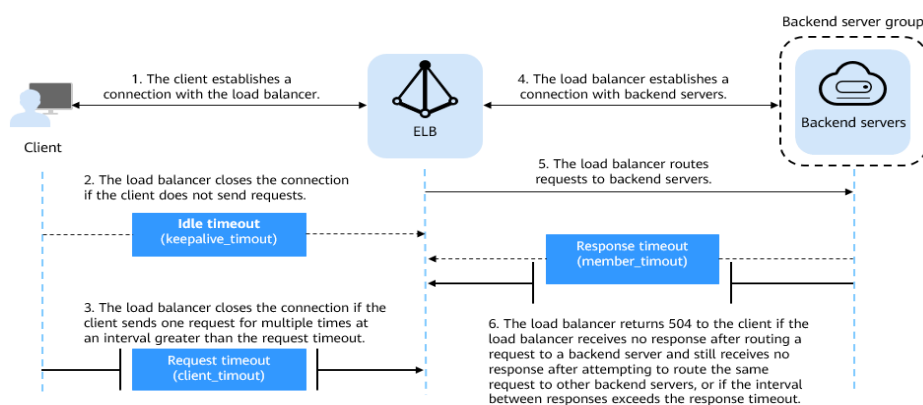 Backend server group
1. The client establishes a
connection with the load balancer.
4. The load balancer establishes a
connection with backend servers.
Client
ELB
Backend servers
2. The load balancer closes the connection
if the client does not send requests.
5. The load balancer routes
requests to backend servers.
Idle timeout
(keepalive_timout)
Response timeout
(member_timout)
3. The load balancer closes the connection if the
client sends one request for multiple times at
an interval greater than the request timeout.
Request timeout
(client_timout)
6. The load balancer returns 504 to the client if the
load balancer receives no response after routing
a request to a backend server and still receives no
response after attempting to route the same
request to other backend servers, or if the interval
between responses exceeds the response timeout.